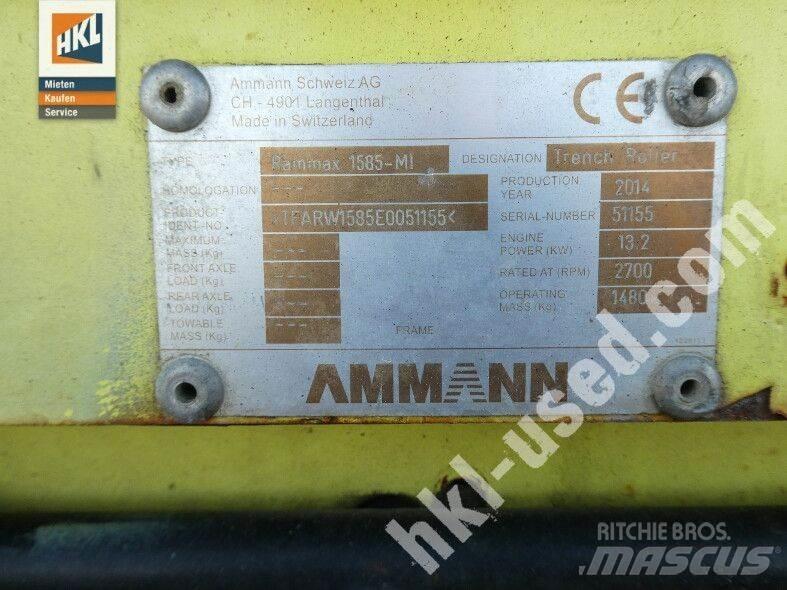 HKL
Mieten
Kaufen
Service
Ammann Schweiz AG
CH - 4901 Langenthal
Made in Switzerland
CE
TYPE Rammax 1585-MI DESIGNATION Trench Roller
HOMOLOGATION --- PRODUCTION YEAR 2014
PRODUCT IDENT-NO. TFARW1585E0051155< SERIAL-NUMBER 51155
MAXIMUM MASS (Kg) --- ENGINE POWER (KW) 13.2
FRONT AXLE LOAD (Kg) --- RATED AT (RPM) 2700
REAR AXLE LOAD (Kg) --- OPERATING MASS (Kg) 1480
TOWABLE MASS (Kg) --- FRAME
AMMANN
hkl-used.com
RITCHIE BROS.
MASCUS